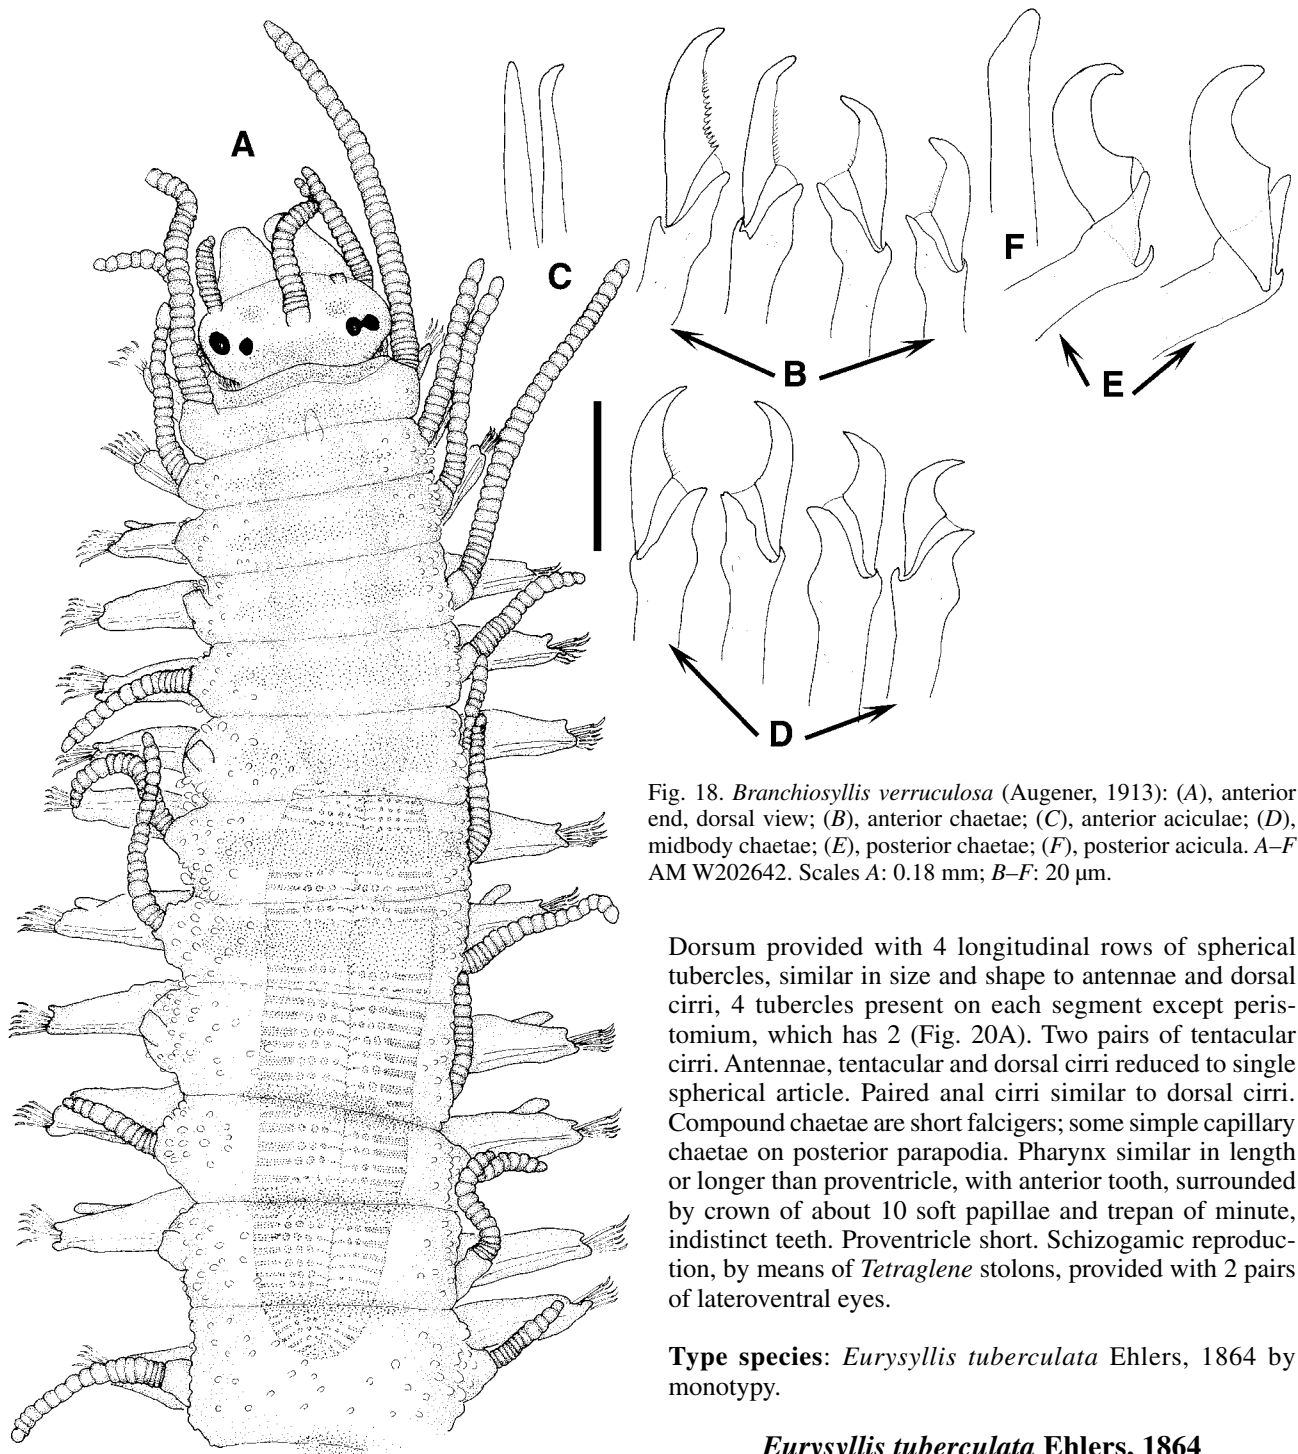 A
C
B
F
E
D
Fig. 18. Branchiosyllis verruculosa (Augener, 1913): (A), anterior
end, dorsal view; (B), anterior chaetae; (C), anterior aciculae; (D),
midbody chaetae; (E), posterior chaetae; (F), posterior acicula. A–F
AM W202642. Scales A: 0.18 mm; B–F: 20 µm.
Dorsum provided with 4 longitudinal rows of spherical
tubercles, similar in size and shape to antennae and dorsal
cirri, 4 tubercles present on each segment except peris-
tomium, which has 2 (Fig. 20A). Two pairs of tentacular
cirri. Antennae, tentacular and dorsal cirri reduced to single
spherical article. Paired anal cirri similar to dorsal cirri.
Compound chaetae are short falcigers; some simple capillary
chaetae on posterior parapodia. Pharynx similar in length
or longer than proventricle, with anterior tooth, surrounded
by crown of about 10 soft papillae and trepan of minute,
indistinct teeth. Proventricle short. Schizogamic reproduc-
tion, by means of Tetraglene stolons, provided with 2 pairs
of lateroventral eyes.
Type species: Eurysyllis tuberculata Ehlers, 1864 by
monotypy.
Eurysyllis tuberculata Ehlers, 1864